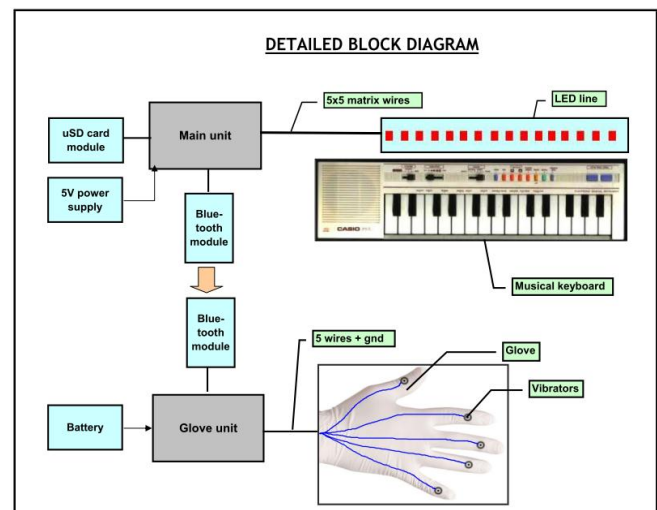 DETAILED BLOCK DIAGRAM
5x5 matrix wires
LED line
uSD card
module
Main unit
5V power
supply
Blue-
tooth
module
CASIO
Musical keyboard
Blue-
tooth
module
5 wires + gnd
Glove
Vibrators
Battery
Glove unit